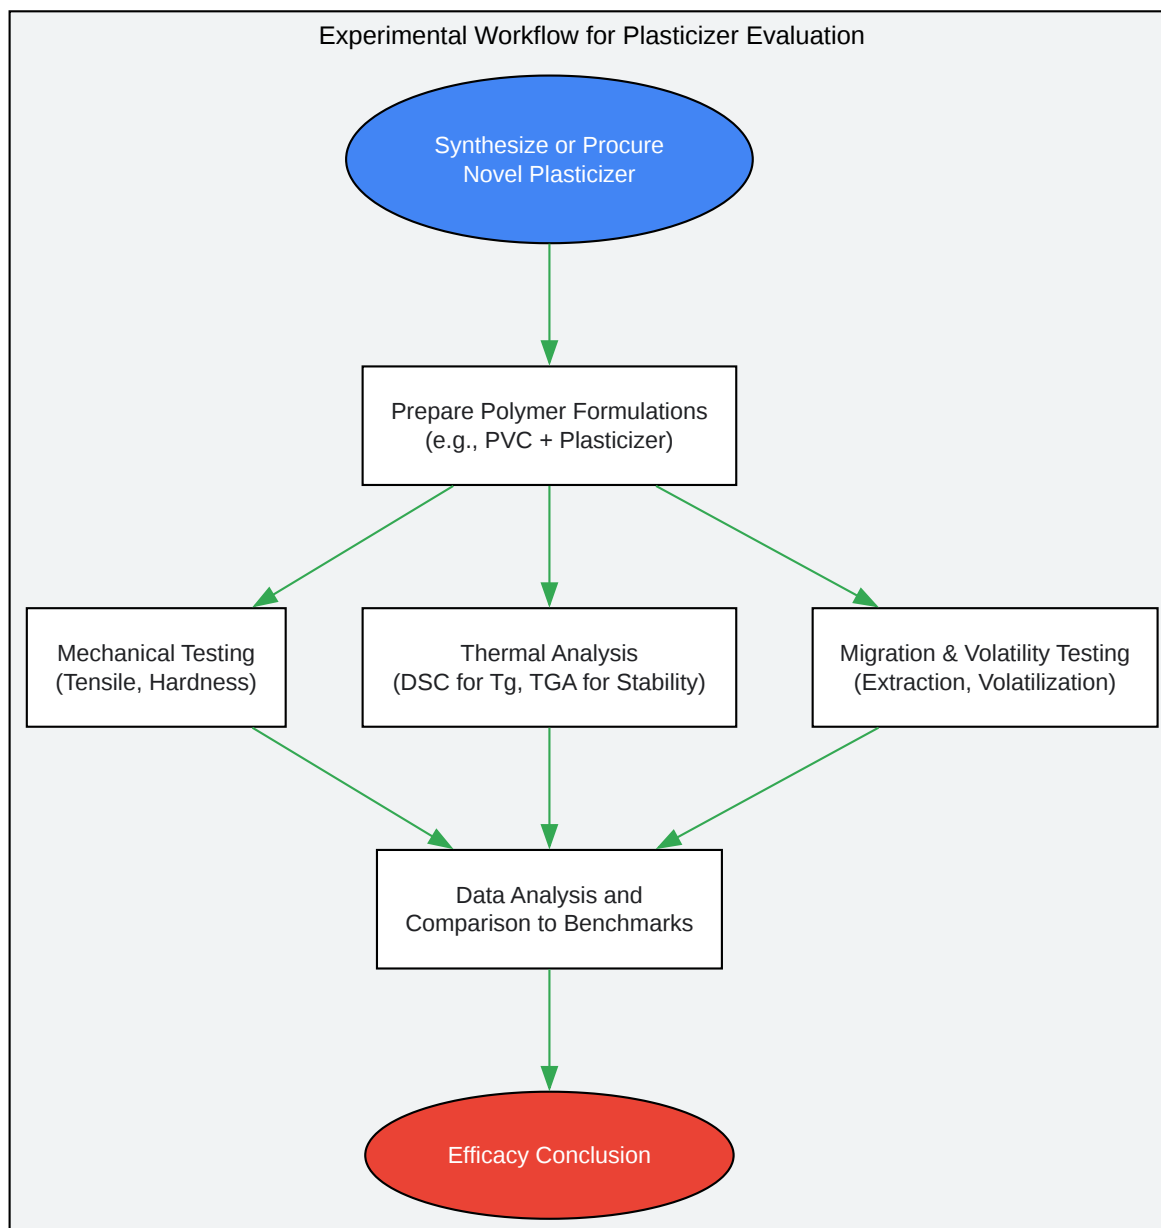 Experimental Workflow for Plasticizer Evaluation
Synthesize or Procure
Novel Plasticizer
Prepare Polymer Formulations
(e.g., PVC + Plasticizer)
Mechanical Testing
(Tensile, Hardness)
Thermal Analysis
(DSC for Tg, TGA for Stability)
Migration & Volatility Testing
(Extraction, Volatilization)
Data Analysis and
Comparison to Benchmarks
Efficacy Conclusion